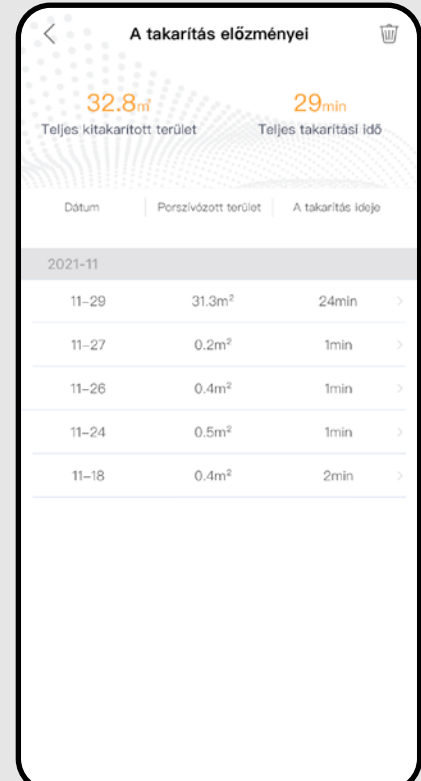 A takarítás előzményei
32.8㎡ 29min
Teljes kitakarított terület Teljes takarítási idő
Dátum Porszívózott terület A takarítás ideje
2021-11
11-29 31.3m² 24min
11-27 0.2m² 1min
11-26 0.4m² 1min
11-24 0.5m² 1min
11-18 0.4m² 2min